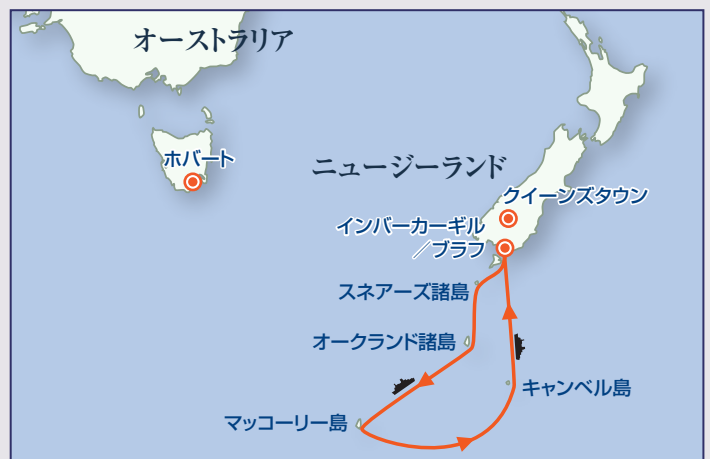 オーストラリア
ホバート
ニュージーランド
クイーンズタウン
インバーカーギル
／ブラフ
スネアーズ諸島
オークランド諸島
キャンベル島
マッコーリー島